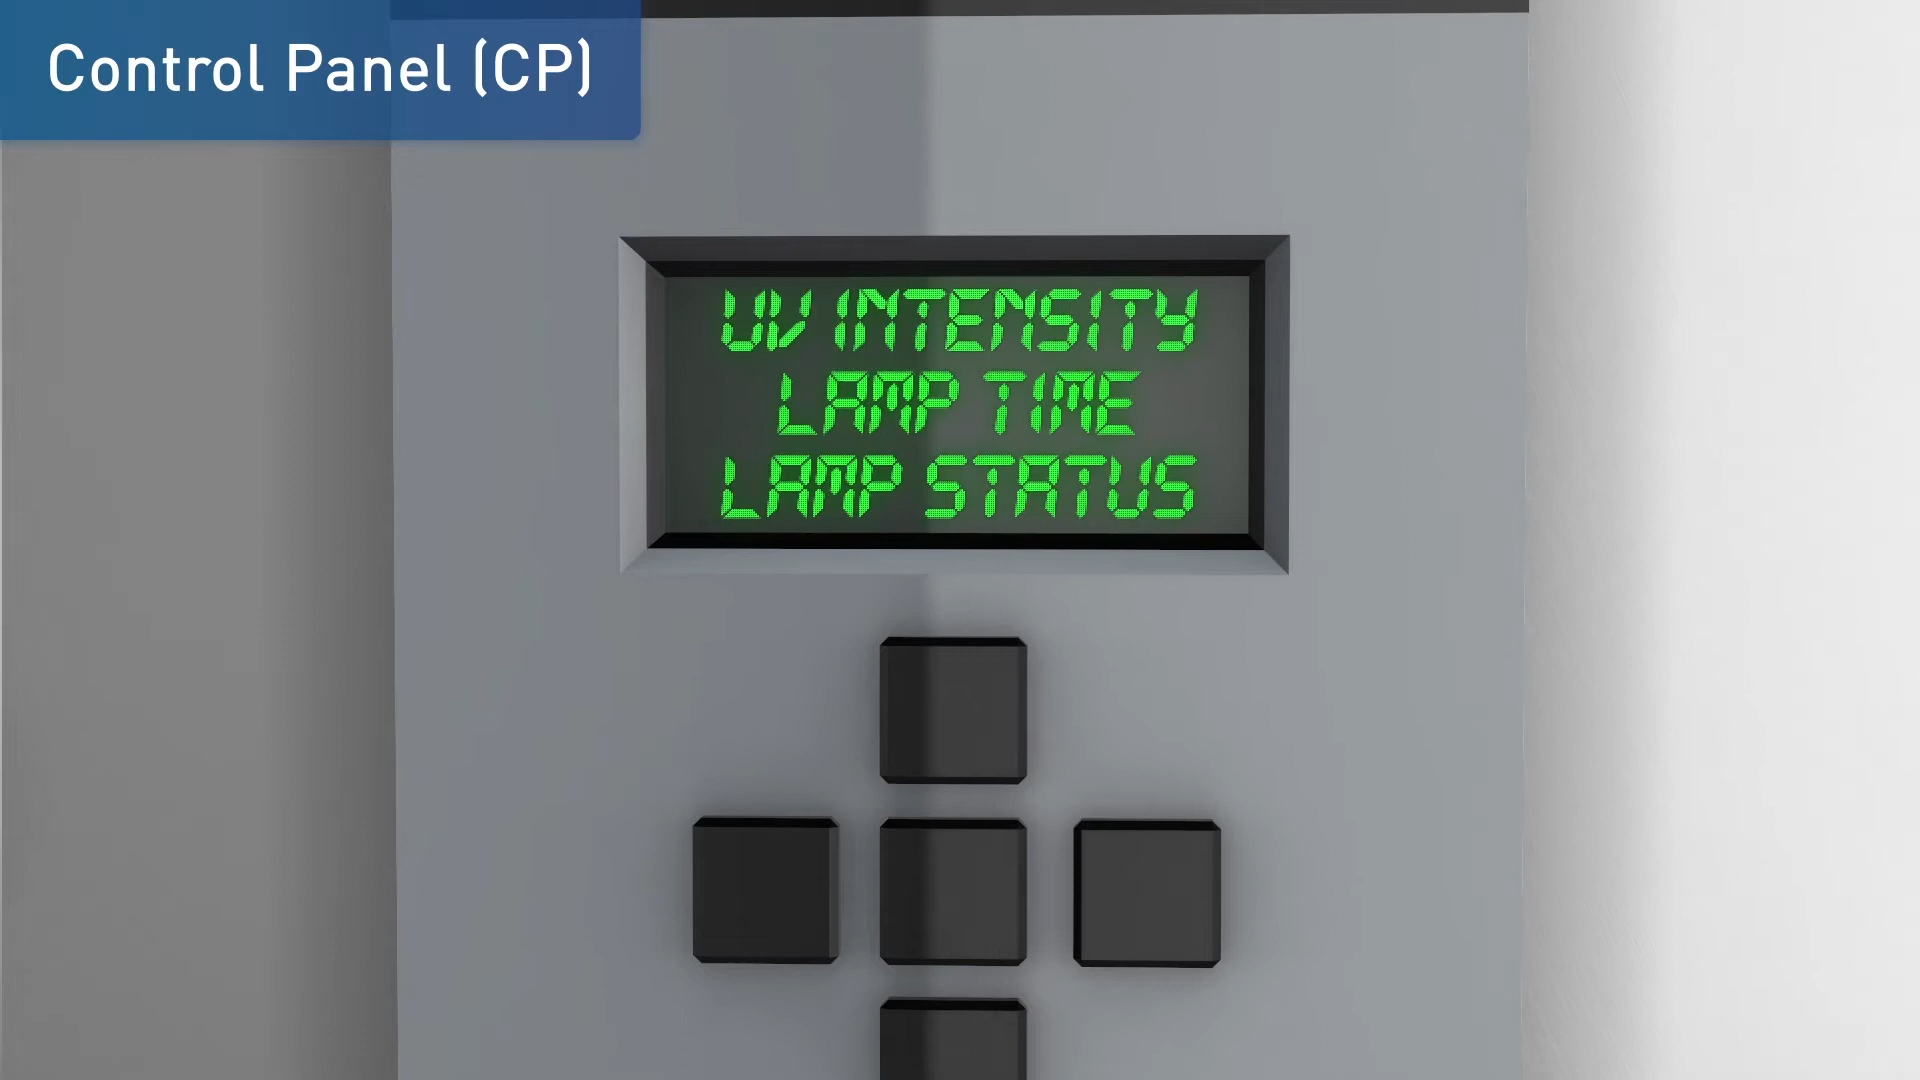 Control Panel (CP)
UV INTENSITY
LAMP TIME
LAMP STATUS